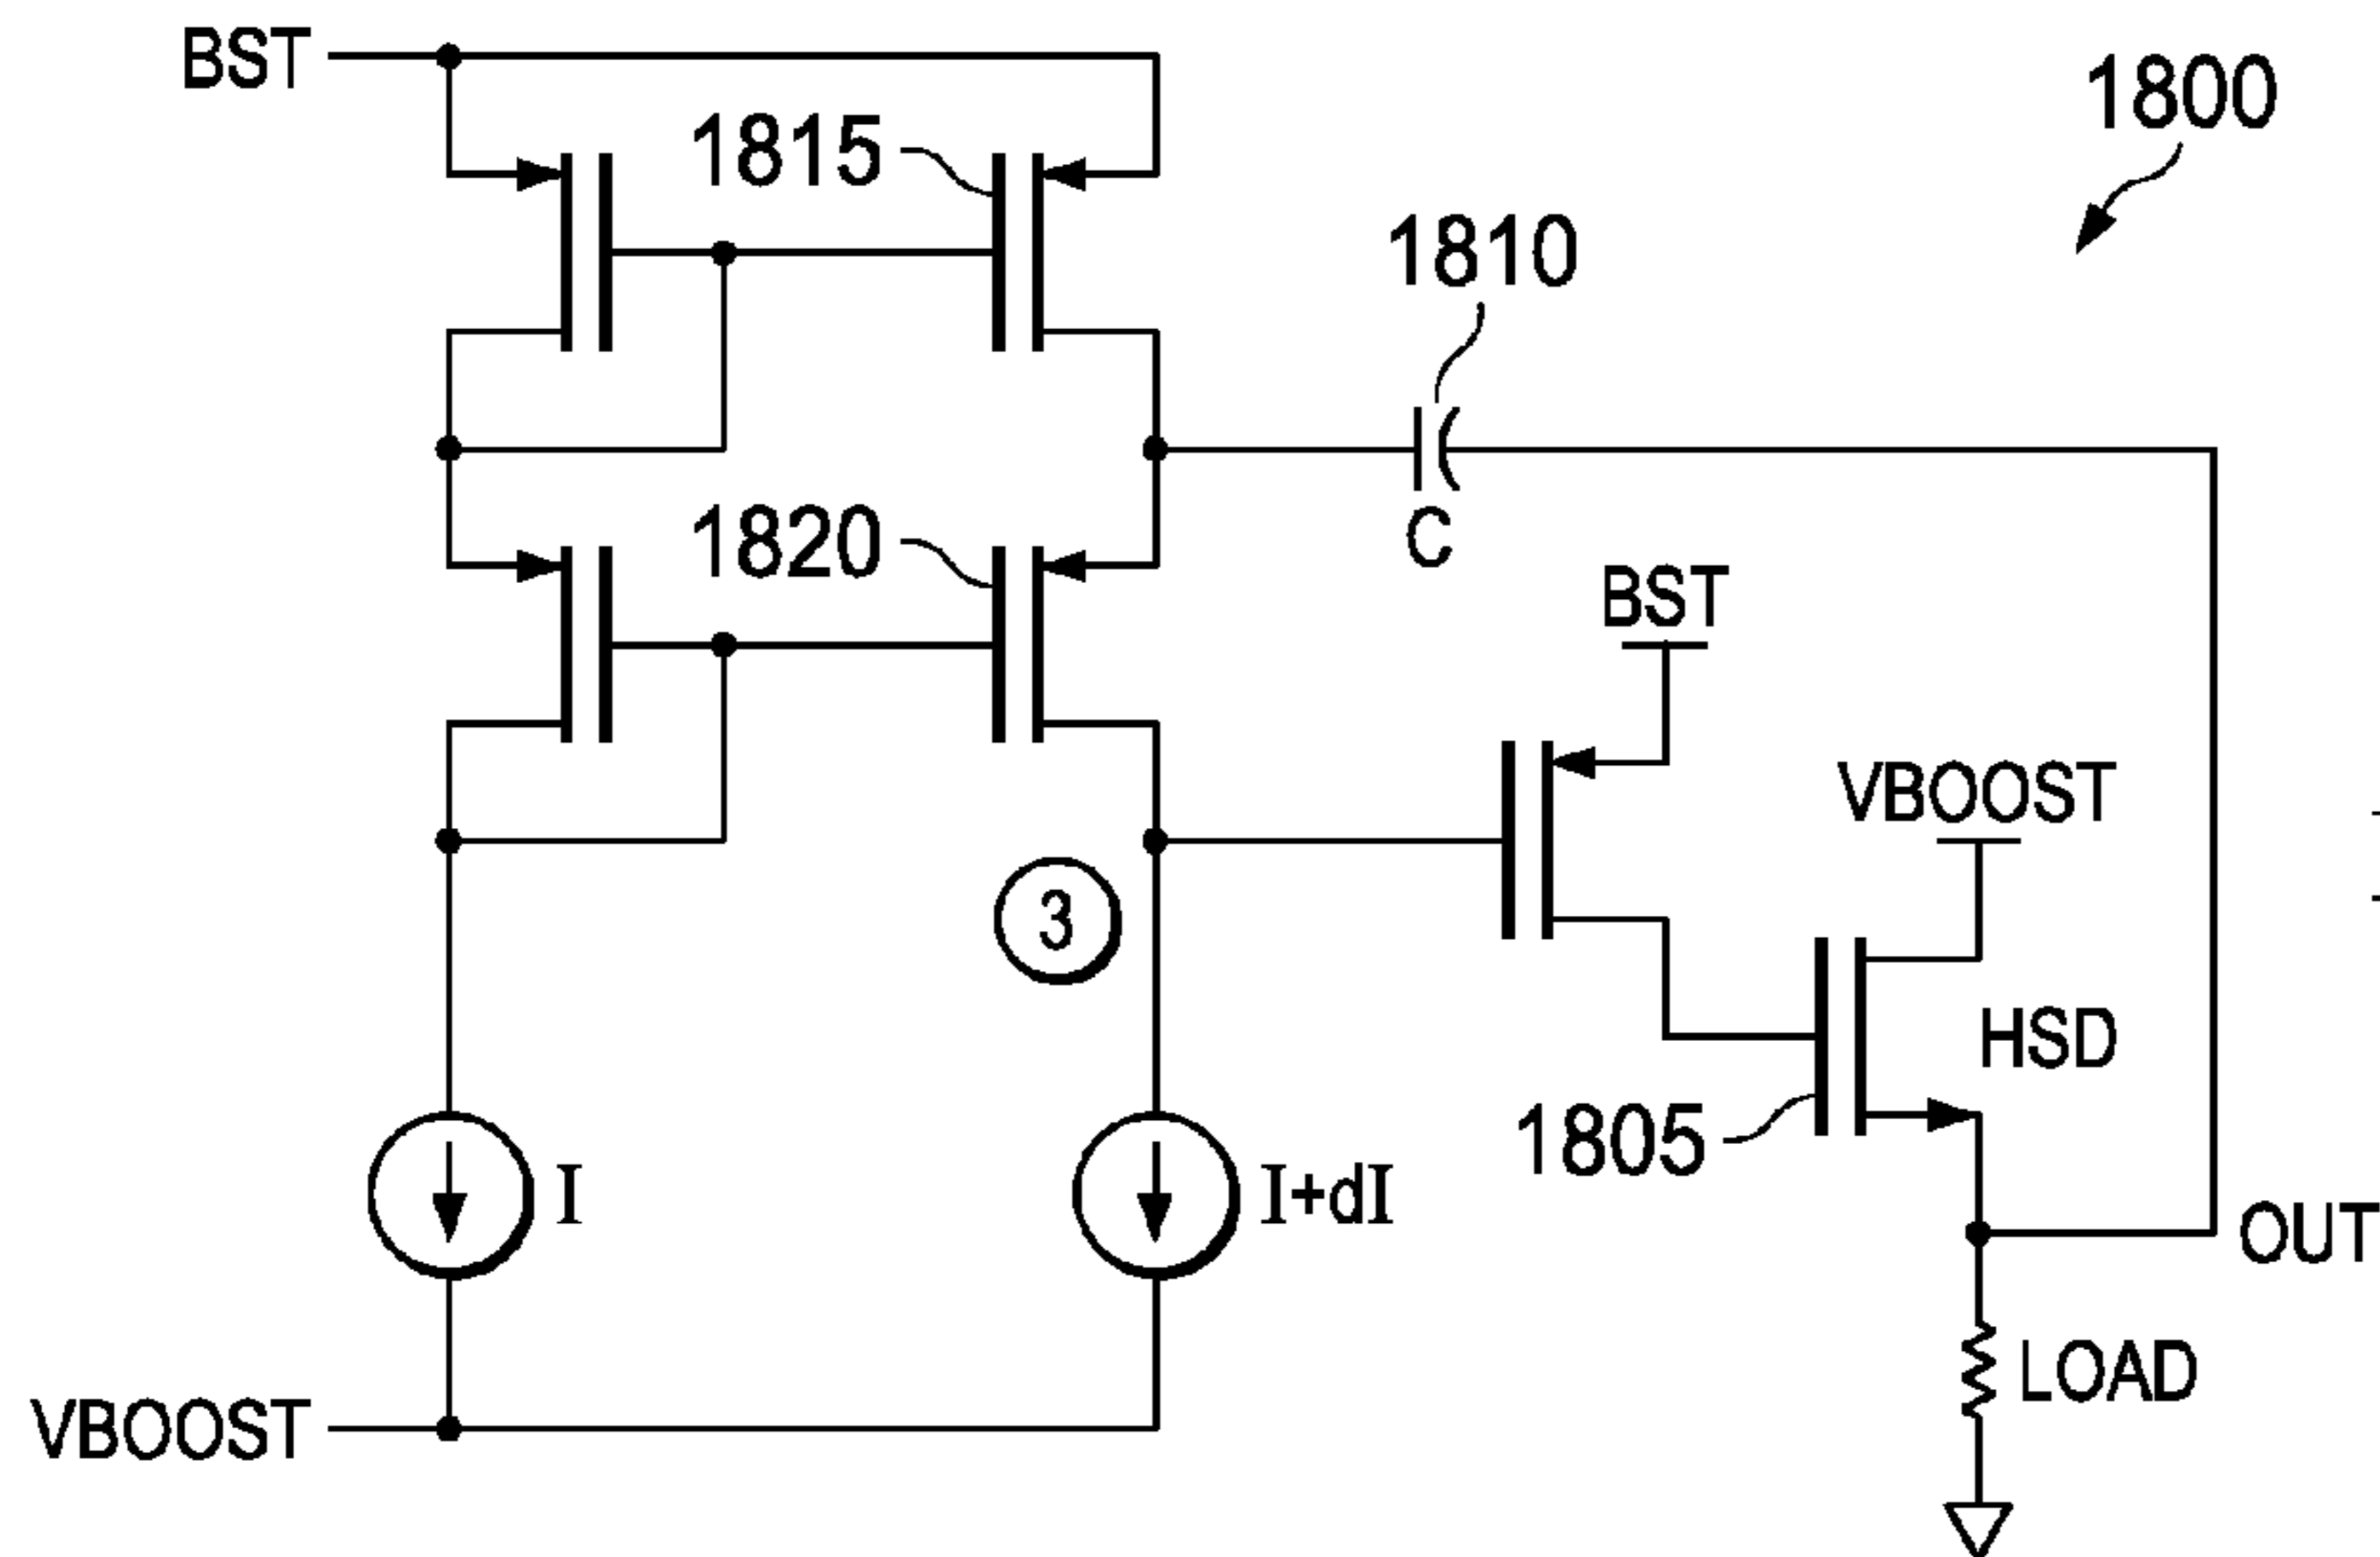 BST
1800
1815
1810
C
1820
BST
VBOOST
3
HSD
1805
I
I+dI
OUT
LOAD
VBOOST